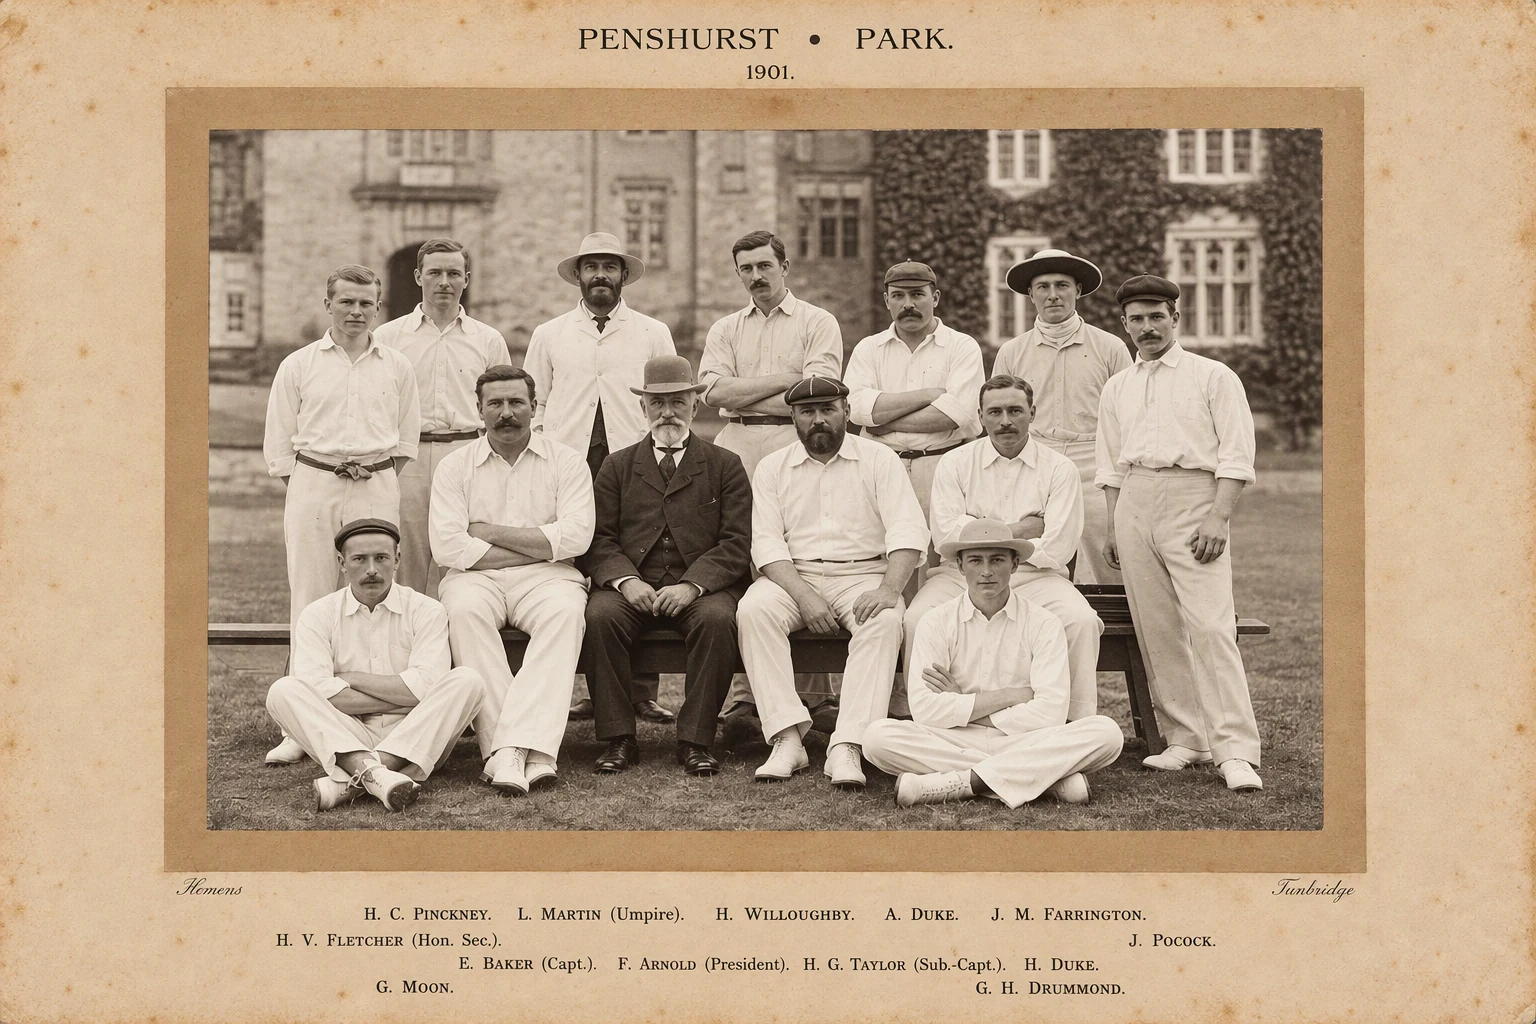 PENSHURST • PARK.
1901.
Homens
Tunbridge
H. C. PINCKNEY. L. MARTIN (Umpire). H. WILLOUGHBY. A. DUKE. J. M. FARRINGTON.
H. V. FLETCHER (Hon. Sec.). J. POCOCK.
E. BAKER (Capt.). F. ARNOLD (President). H. G. TAYLOR (Sub.-Capt.). H. DUKE.
G. MOON. G. H. DRUMMOND.